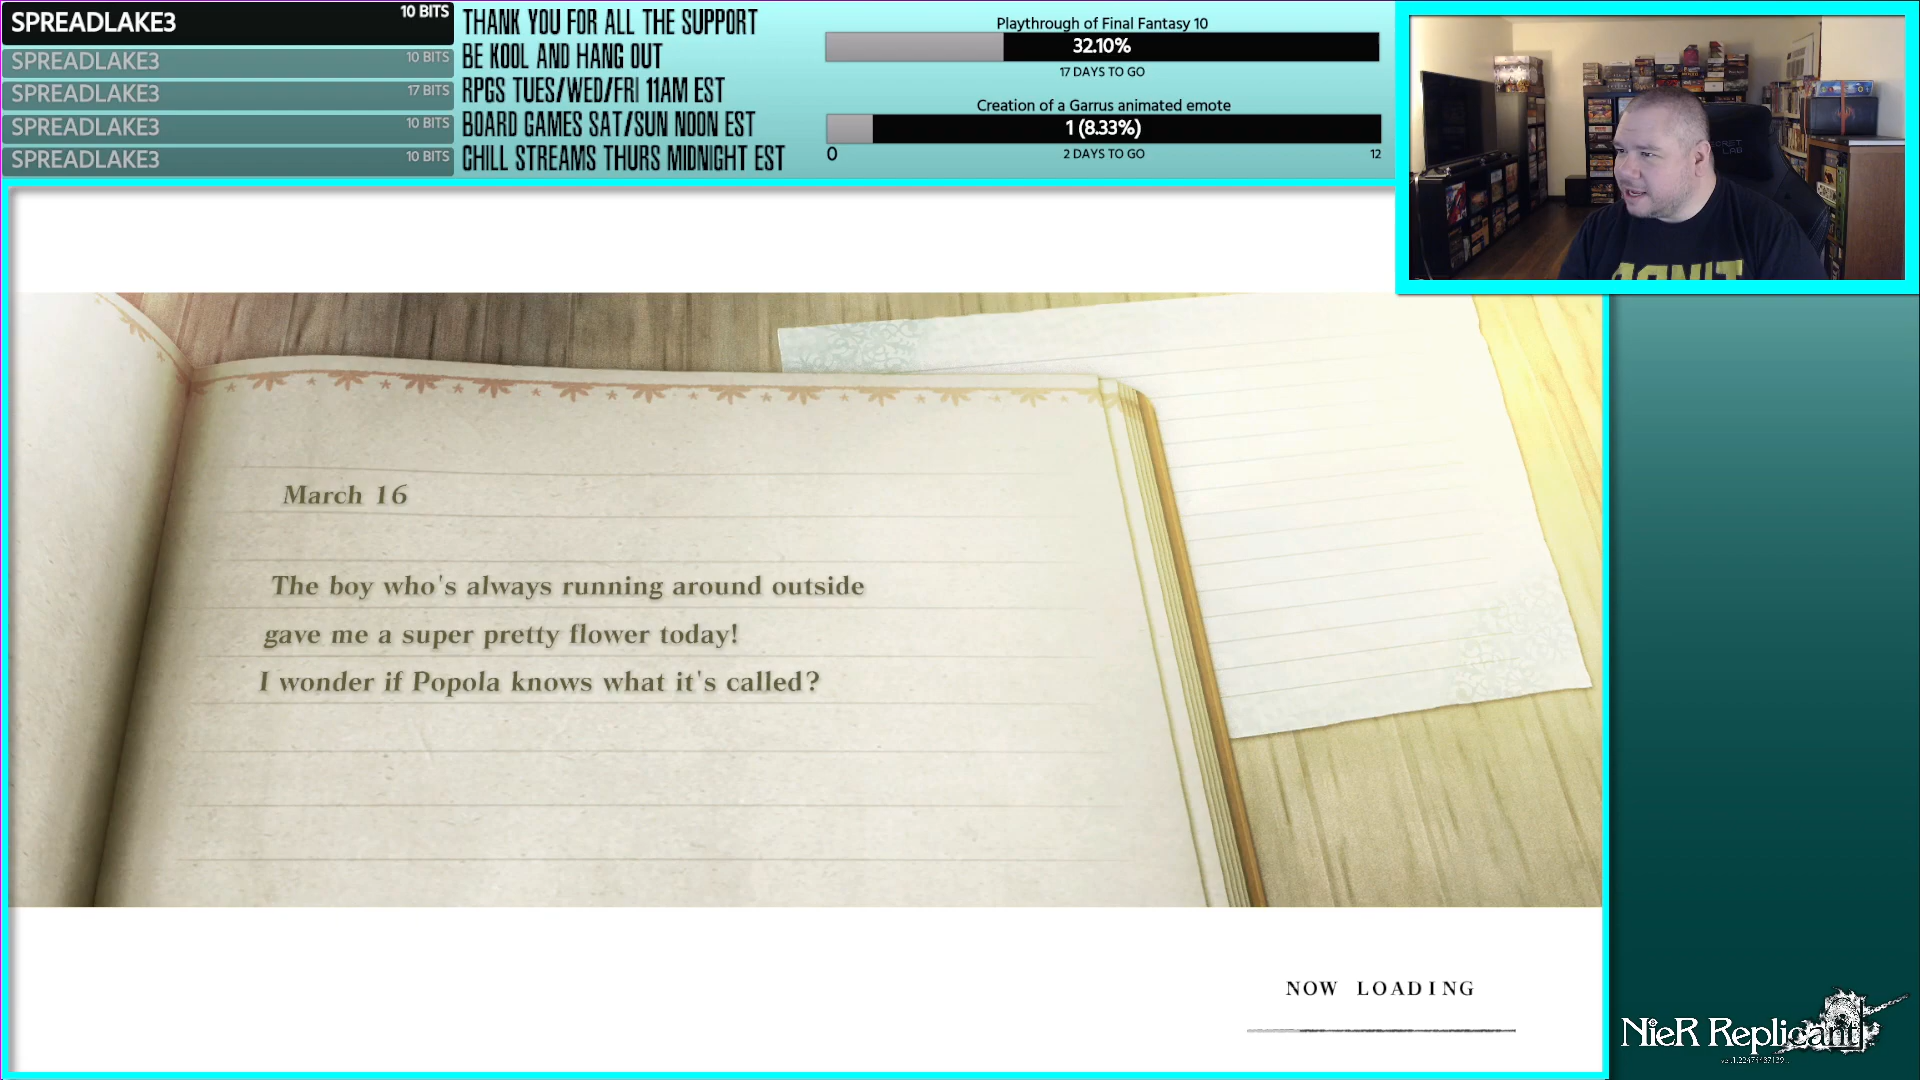 SPREADLAKE3 10 BITS
SPREADLAKE3 10 BITS
SPREADLAKE3 17 BITS
SPREADLAKE3 10 BITS
SPREADLAKE3 10 BITS
THANK YOU FOR ALL THE SUPPORT
BE KOOL AND HANG OUT
RPGS TUES/WED/FRI 11AM EST
BOARD GAMES SAT/SUN NOON EST
CHILL STREAMS THURS MIDNIGHT EST
Playthrough of Final Fantasy 10
32.10%
17 DAYS TO GO
Creation of a Garrus animated emote
1 (8.33%)
0 2 DAYS TO GO 12
March 16
The boy who's always running around outside
gave me a super pretty flower today!
I wonder if Popola knows what it's called?
NOW LOADING
NieR Replicant